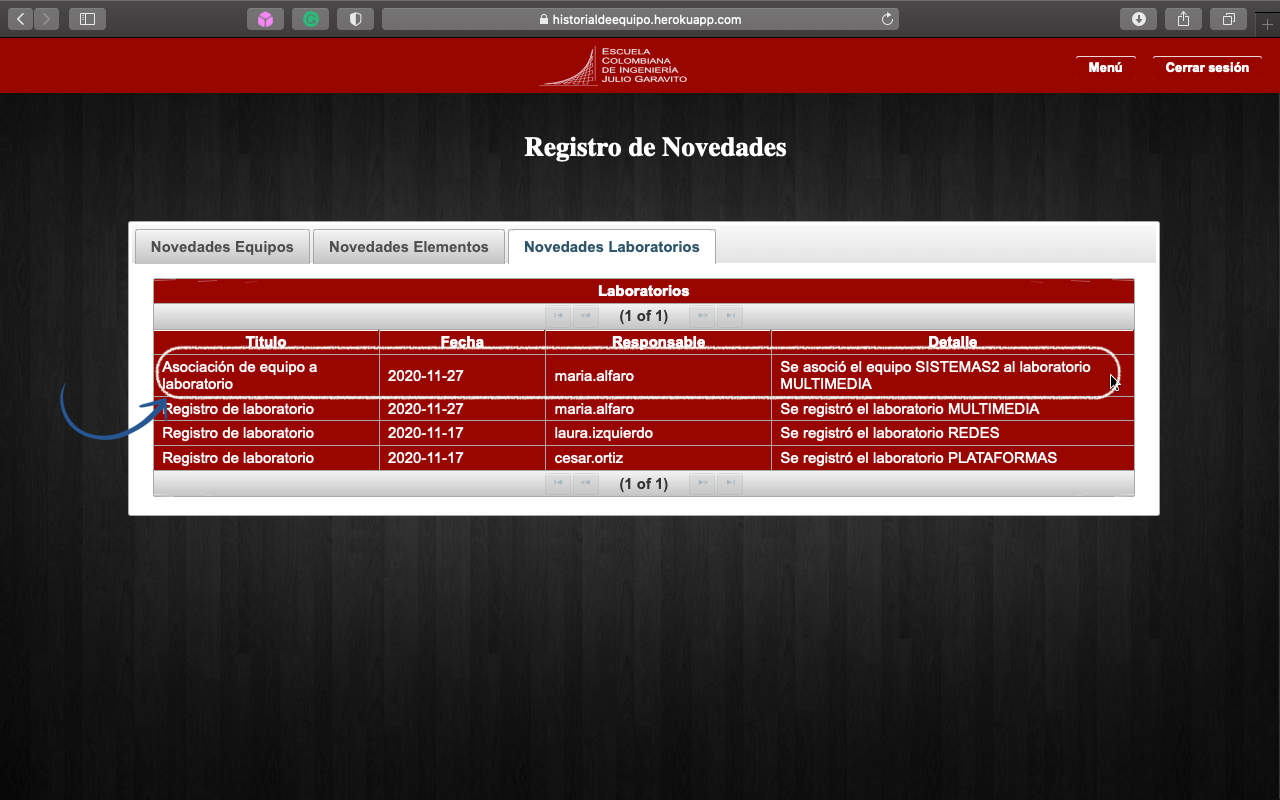 historialdeequipo.herokuapp.com
ESCUELA
COLOMBIANA
DE INGENIERÍA
JULIO GARAVITO
Menú
Cerrar sesión
Registro de Novedades
Novedades Equipos
Novedades Elementos
Novedades Laboratorios
Laboratorios
(1 of 1)
Titulo Fecha Responsable Detalle
Asociación de equipo a laboratorio 2020-11-27 maria.alfaro Se asoció el equipo SISTEMAS2 al laboratorio MULTIMEDIA
Registro de laboratorio 2020-11-27 maria.alfaro Se registró el laboratorio MULTIMEDIA
Registro de laboratorio 2020-11-17 laura.izquierdo Se registró el laboratorio REDES
Registro de laboratorio 2020-11-17 cesar.ortiz Se registró el laboratorio PLATAFORMAS
(1 of 1)